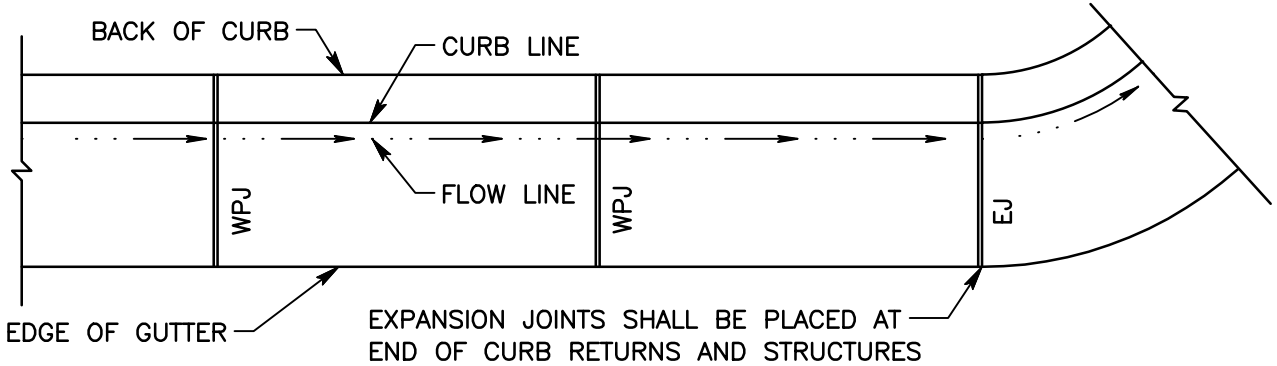 BACK OF CURB
CURB LINE
FLOW LINE
WPJ
WPJ
EJ
EDGE OF GUTTER
EXPANSION JOINTS SHALL BE PLACED AT
END OF CURB RETURNS AND STRUCTURES